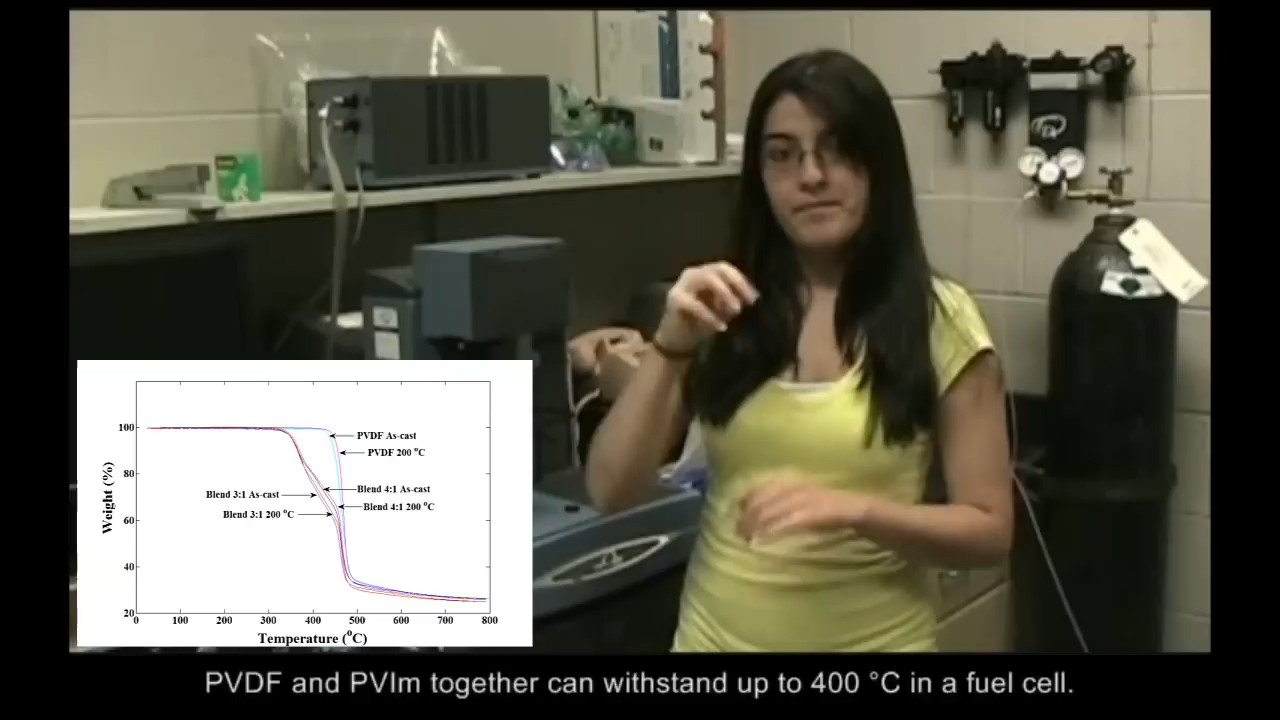 100
80
60
40
20
Weight (%)
PVDF As-cast
PVDF 200 °C
Blend 4:1 As-cast
Blend 3:1 As-cast
Blend 4:1 200 °C
Blend 3:1 200 °C
0 100 200 300 400 500 600 700 800
Temperature (°C)
PVDF and PVIm together can withstand up to 400 °C in a fuel cell.